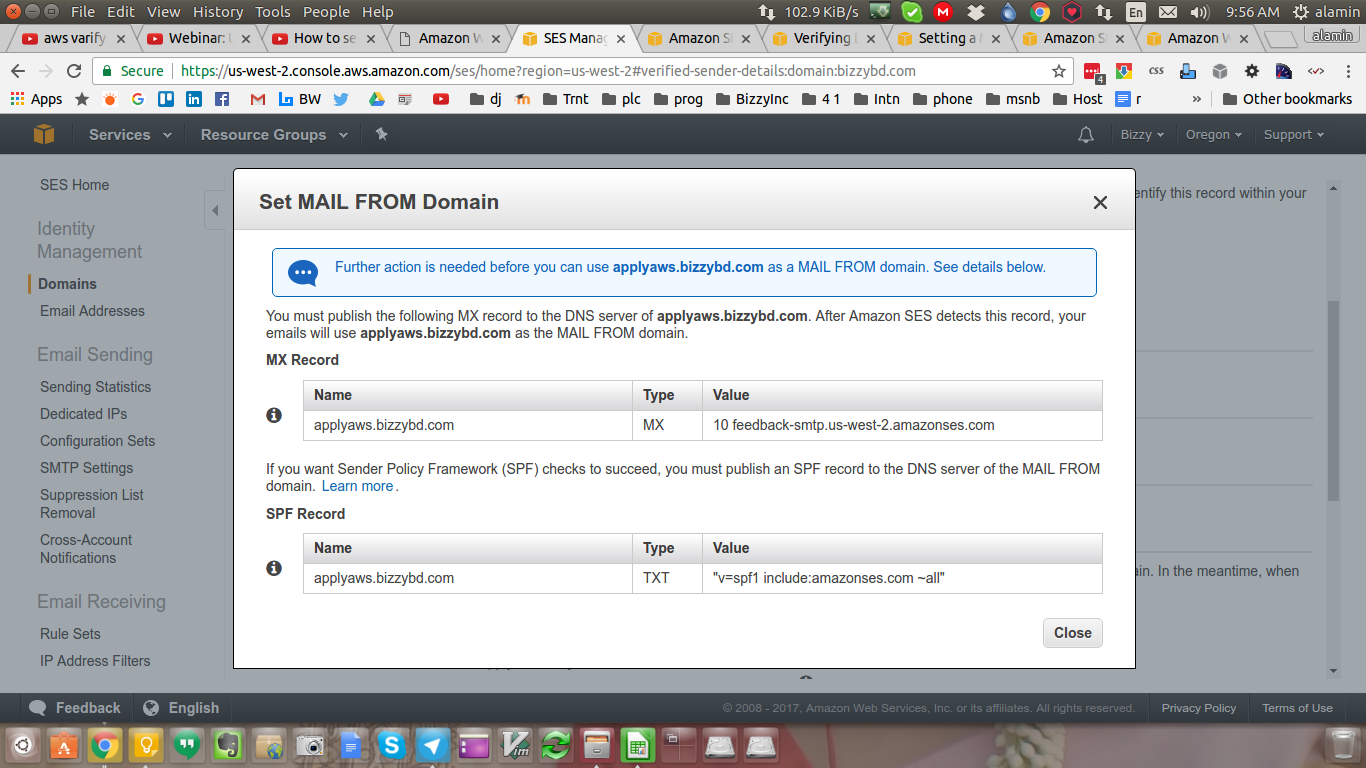 File Edit View History Tools People Help
102.9 KiB/s En 9:56 AM alamin
aws varify
Webinar: U
How to se
Amazon W
SES Manag
Amazon S
Verifying
Setting a
Amazon S
Amazon W
alamin
Secure https://us-west-2.console.aws.amazon.com/ses/home?region=us-west-2#verified-sender-details:domain:bizzybd.com
4 css
Apps BW dj Trnt plc prog BizzyInc 4 1 Intn phone msnb Host r » Other bookmarks
Services Resource Groups Bizzy Oregon Support
SES Home
Identity
Management
Domains
Email Addresses
Email Sending
Sending Statistics
Dedicated IPs
Configuration Sets
SMTP Settings
Suppression List
Removal
Cross-Account
Notifications
Email Receiving
Rule Sets
IP Address Filters
entify this record within your
ain. In the meantime, when
Set MAIL FROM Domain
Further action is needed before you can use applyaws.bizzybd.com as a MAIL FROM domain. See details below.
You must publish the following MX record to the DNS server of applyaws.bizzybd.com. After Amazon SES detects this record, your
emails will use applyaws.bizzybd.com as the MAIL FROM domain.
MX Record
Name Type Value
applyaws.bizzybd.com MX 10 feedback-smtp.us-west-2.amazonses.com
If you want Sender Policy Framework (SPF) checks to succeed, you must publish an SPF record to the DNS server of the MAIL FROM
domain. Learn more.
SPF Record
Name Type Value
applyaws.bizzybd.com TXT "v=spf1 include:amazonses.com ~all"
Close
Feedback English © 2008 - 2017, Amazon Web Services, Inc. or its affiliates. All rights reserved. Privacy Policy Terms of Use